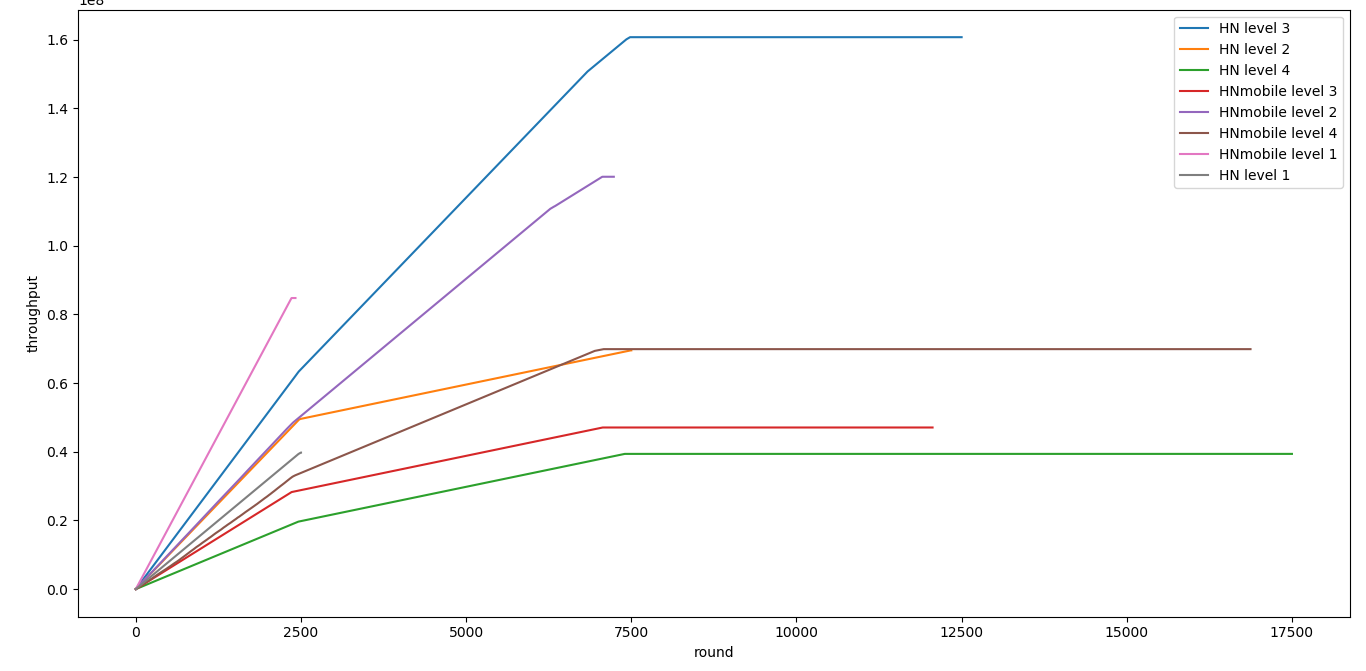 1e8
1.6
1.4
1.2
1.0
0.8
0.6
0.4
0.2
0.0
throughput
0 2500 5000 7500 10000 12500 15000 17500
round
HN level 3
HN level 2
HN level 4
HNmobile level 3
HNmobile level 2
HNmobile level 4
HNmobile level 1
HN level 1